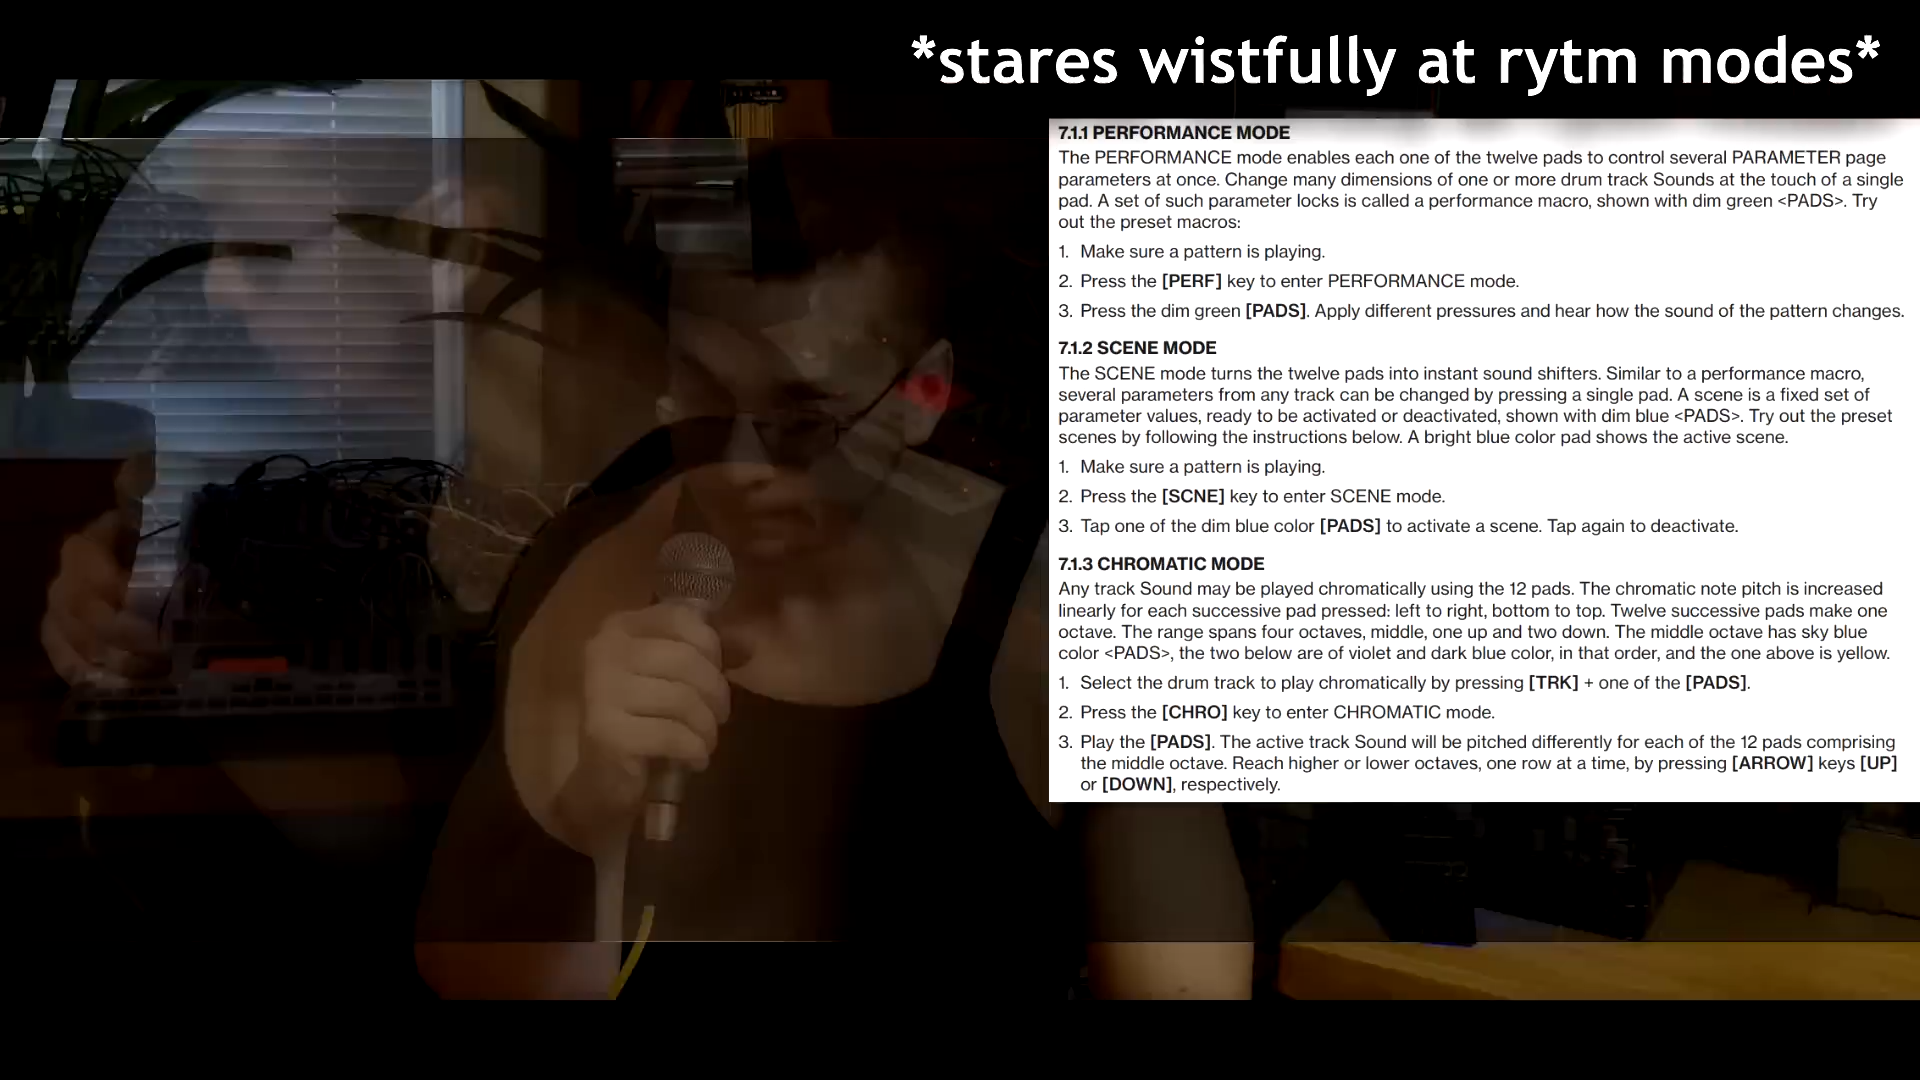 *stares wistfully at rytm modes*
7.1.1 PERFORMANCE MODE
The PERFORMANCE mode enables each one of the twelve pads to control several PARAMETER page
parameters at once. Change many dimensions of one or more drum track Sounds at the touch of a single
pad. A set of such parameter locks is called a performance macro, shown with dim green <PADS>. Try
out the preset macros:
1. Make sure a pattern is playing.
2. Press the [PERF] key to enter PERFORMANCE mode.
3. Press the dim green [PADS]. Apply different pressures and hear how the sound of the pattern changes.
7.1.2 SCENE MODE
The SCENE mode turns the twelve pads into instant sound shifters. Similar to a performance macro,
several parameters from any track can be changed by pressing a single pad. A scene is a fixed set of
parameter values, ready to be activated or deactivated, shown with dim blue <PADS>. Try out the preset
scenes by following the instructions below. A bright blue color pad shows the active scene.
1. Make sure a pattern is playing.
2. Press the [SCNE] key to enter SCENE mode.
3. Tap one of the dim blue color [PADS] to activate a scene. Tap again to deactivate.
7.1.3 CHROMATIC MODE
Any track Sound may be played chromatically using the 12 pads. The chromatic note pitch is increased
linearly for each successive pad pressed: left to right, bottom to top. Twelve successive pads make one
octave. The range spans four octaves, middle, one up and two down. The middle octave has sky blue
color <PADS>, the two below are of violet and dark blue color, in that order, and the one above is yellow.
1. Select the drum track to play chromatically by pressing [TRK] + one of the [PADS].
2. Press the [CHRO] key to enter CHROMATIC mode.
3. Play the [PADS]. The active track Sound will be pitched differently for each of the 12 pads comprising
the middle octave. Reach higher or lower octaves, one row at a time, by pressing [ARROW] keys [UP]
or [DOWN], respectively.